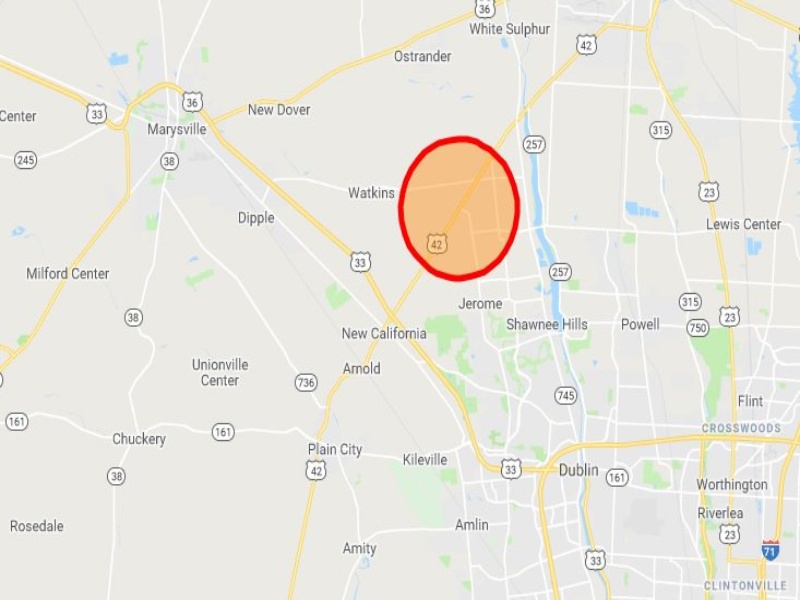 36
White Sulphur
42
Ostrander
36
33
New Dover
Center
Marysville
315
257
245
38
Watkins
23
Dipple
Lewis Center
42
33
Milford Center
257
Jerome
315
38
23
Shawnee Hills
Powell
750
New California
Unionville
Center
Arnold
736
745
Flint
161
161
CROSSWOODS
Chuckery
Plain City
Kileville
42
33
Dublin
38
161
Worthington
Riverlea
Rosedale
Amlin
23
Amity
71
33
CLINTONVILLE